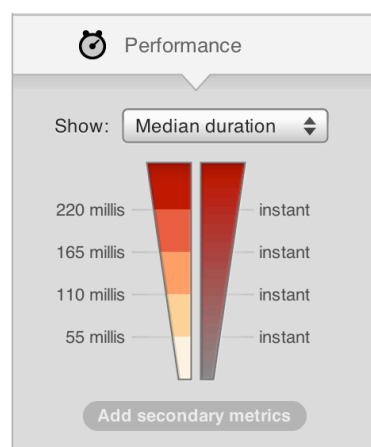 Performance
Show: Median duration
220 millis instant
165 millis instant
110 millis instant
55 millis instant
Add secondary metrics